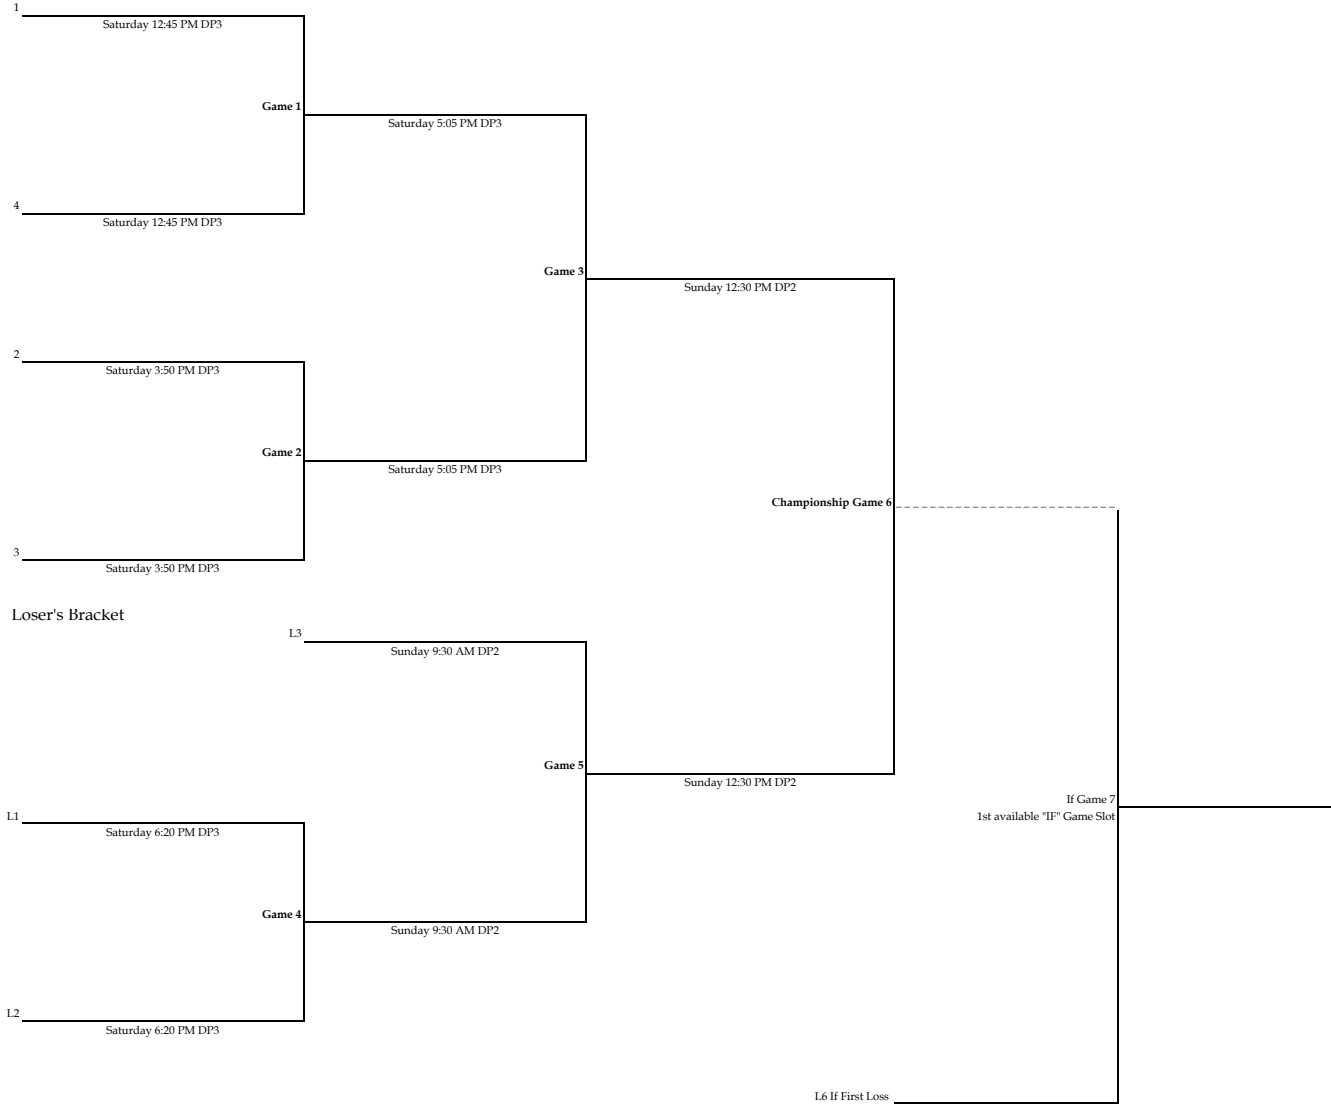 1
Saturday 12:45 PM DP3
Game 1
Saturday 5:05 PM DP3
4
Saturday 12:45 PM DP3
Game 3
Sunday 12:30 PM DP2
2
Saturday 3:50 PM DP3
Game 2
Saturday 5:05 PM DP3
Championship Game 6
3
Saturday 3:50 PM DP3
Loser's Bracket
L3
Sunday 9:30 AM DP2
Game 5
Sunday 12:30 PM DP2
If Game 7
1st available "IF" Game Slot
L1
Saturday 6:20 PM DP3
Game 4
Sunday 9:30 AM DP2
L2
Saturday 6:20 PM DP3
L6 If First Loss